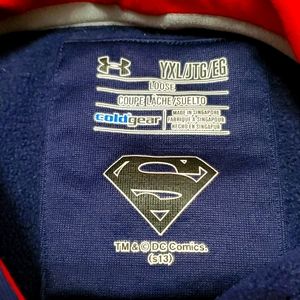 YXL/JTG/EG
LOOSE
COUPE LACHE/SUELTO
coldgear
MADE IN SINGAPORE
FABRIQUÉ À SINGAPOUR
HECHO EN SINGAPUR
S
TM & © DC Comics.
(s13)